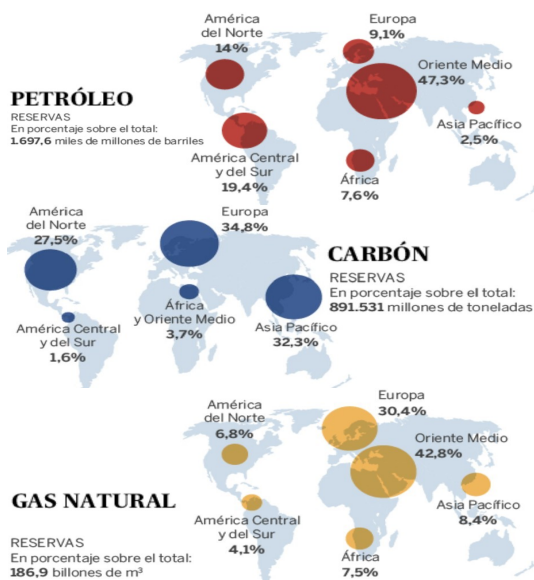 PETRÓLEO
RESERVAS
En porcentaje sobre el total:
1.697,6 miles de millones de barriles
América
del Norte
14%
Europa
9,1%
Oriente Medio
47,3%
Asia Pacífico
2,5%
América Central
y del Sur
19,4%
África
7,6%
CARBÓN
RESERVAS
En porcentaje sobre el total:
891.531 millones de toneladas
América
del Norte
27,5%
Europa
34,8%
América Central
y del Sur
1,6%
África
y Oriente Medio
3,7%
Asia Pacífico
32,3%
GAS NATURAL
RESERVAS
En porcentaje sobre el total:
186,9 billones de m³
América
del Norte
6,8%
Europa
30,4%
Oriente Medio
42,8%
Asia Pacífico
8,4%
América Central
y del Sur
4,1%
África
7,5%